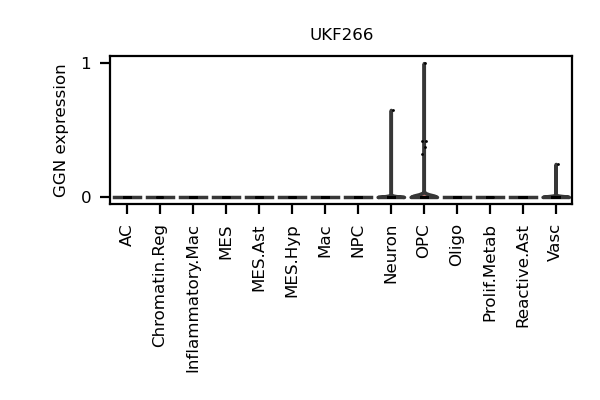 UKF266
GGN expression
1
0
AC
Chromatin.Reg
Inflammatory.Mac
MES
MES.Ast
MES.Hyp
Mac
NPC
Neuron
OPC
Oligo
Prolif.Metab
Reactive.Ast
Vasc